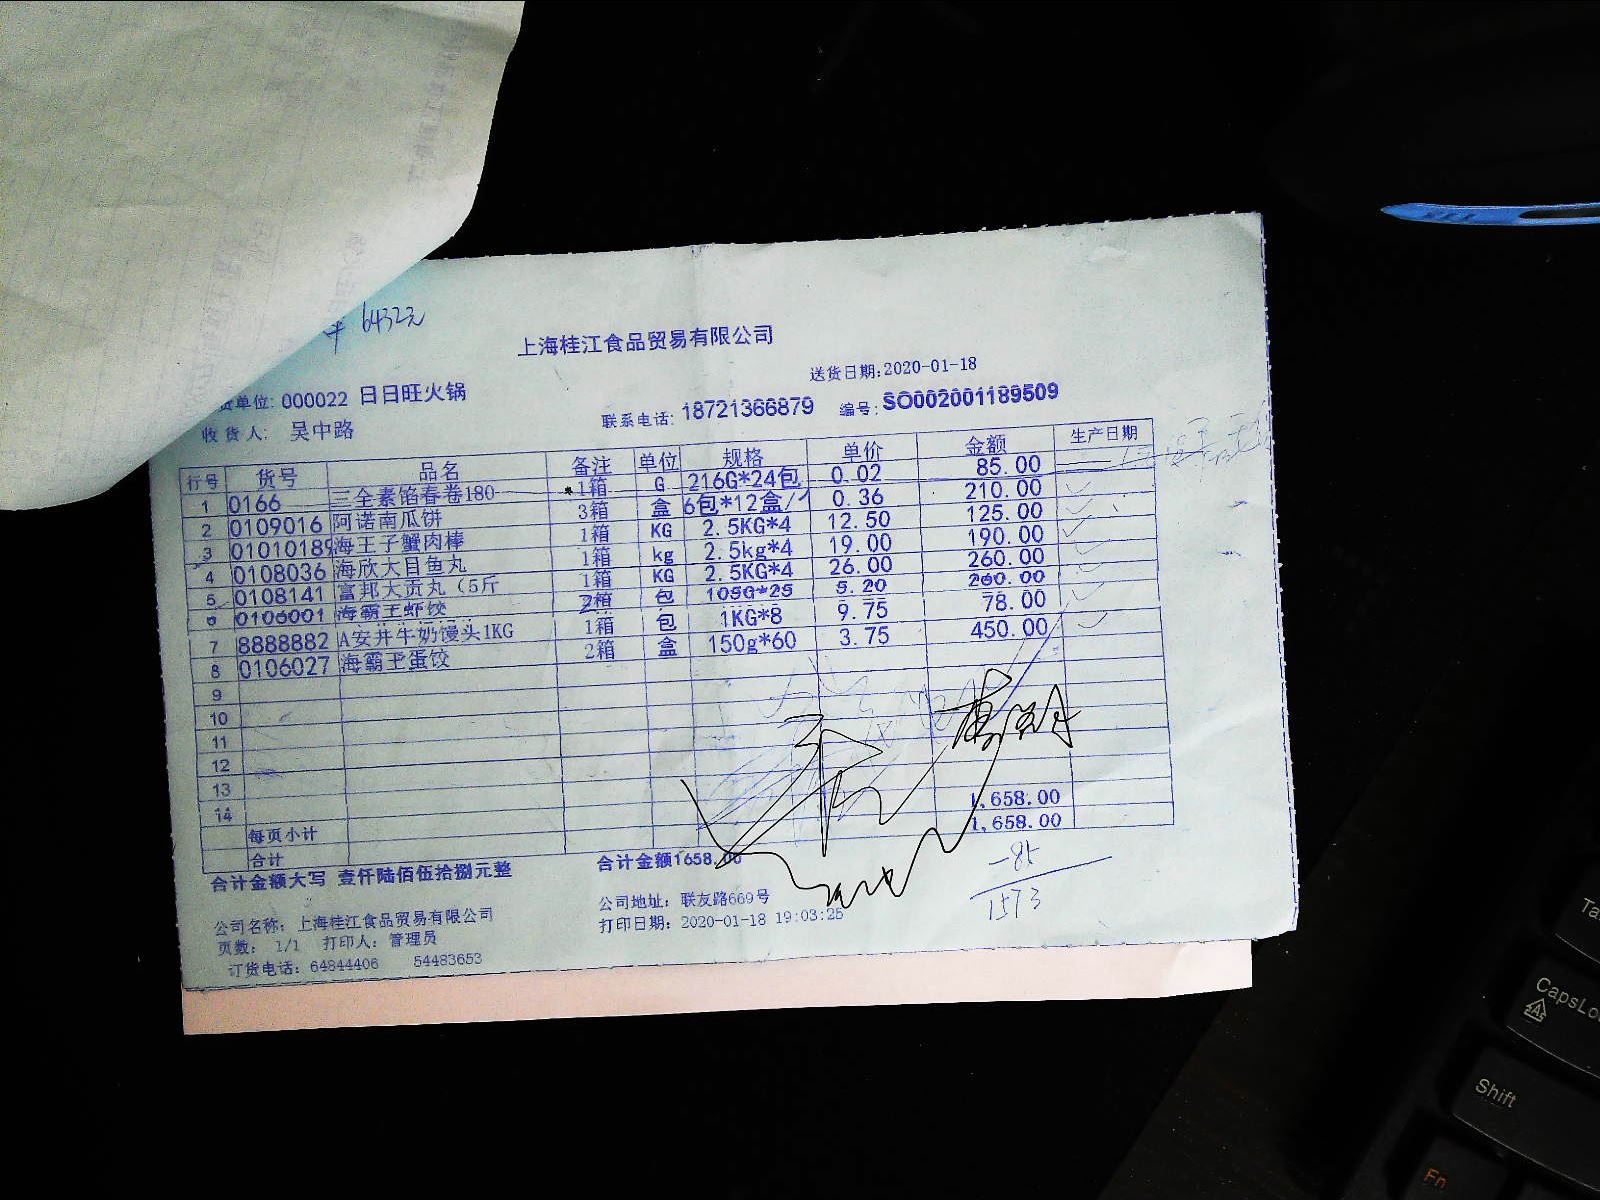 6432元
上海桂江食品贸易有限公司
送货日期:2020-01-18
货单位: 000022 日日旺火锅 联系电话: 18721366879 编号: SO002001189509
收货人: 吴中路
行号 货号 品名 备注 单位 规格 单价 金额 生产日期
1 0166 三全素馅春卷180 1箱 G 216G*24包 0.02 85.00
2 0109016 阿诺南瓜饼 3箱 盒 6包*12盒/1 0.36 210.00
3 01010189 海王子蟹肉棒 1箱 KG 2.5KG*4 12.50 125.00
4 0108036 海欣大目鱼丸 1箱 kg 2.5kg*4 19.00 190.00
5 0108141 富邦大贡丸（5斤 1箱 KG 2.5KG*4 26.00 260.00
6 0106001 海霸王虾饺 2箱 包 105G*25 5.20 260.00
7 8888882 A安井牛奶馒头1KG 1箱 包 1KG*8 9.75 78.00
8 0106027 海霸王蛋饺 2箱 盒 150g*60 3.75 450.00
9
10
11
12
13
14
每页小计 1,658.00
合计 1,658.00
合计金额大写 壹仟陆佰伍拾捌元整 合计金额1658.00
-85
1573
公司名称: 上海桂江食品贸易有限公司 公司地址: 联友路669号
页数: 1/1 打印人: 管理员 打印日期: 2020-01-18 19:03:25
订货电话: 64844406 54483653
CapsLo
Shift
Fn